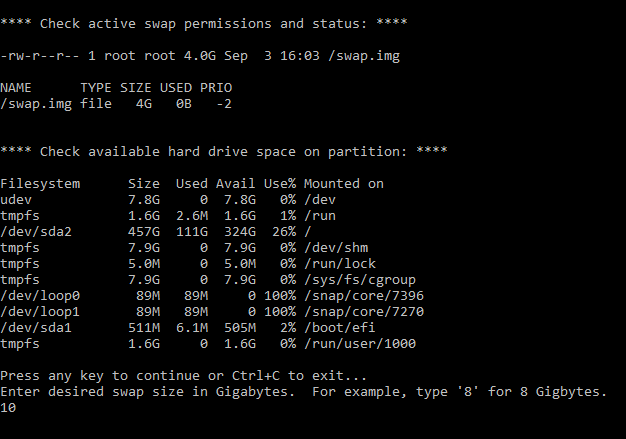 **** Check active swap permissions and status: ****
-rw-r--r-- 1 root root 4.0G Sep  3 16:03 /swap.img
NAME      TYPE SIZE USED PRIO
/swap.img file   4G   0B   -2
**** Check available hard drive space on partition: ****
Filesystem      Size  Used Avail Use% Mounted on
udev            7.8G     0  7.8G   0% /dev
tmpfs           1.6G  2.6M  1.6G   1% /run
/dev/sda2       457G  111G  324G  26% /
tmpfs           7.9G     0  7.9G   0% /dev/shm
tmpfs           5.0M     0  5.0M   0% /run/lock
tmpfs           7.9G     0  7.9G   0% /sys/fs/cgroup
/dev/loop0       89M   89M     0 100% /snap/core/7396
/dev/loop1       89M   89M     0 100% /snap/core/7270
/dev/sda1       511M  6.1M  505M   2% /boot/efi
tmpfs           1.6G     0  1.6G   0% /run/user/1000
Press any key to continue or Ctrl+C to exit...
Enter desired swap size in Gigabytes.  For example, type '8' for 8 Gigbytes.
10